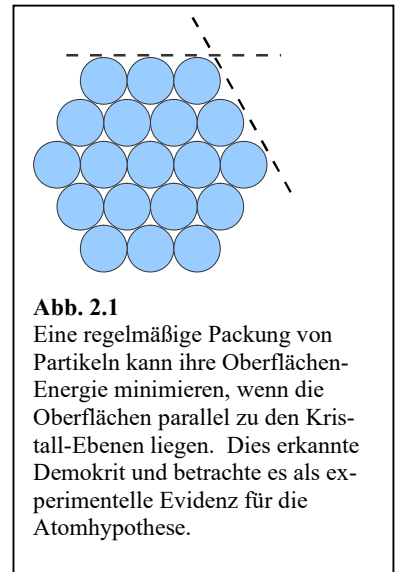 Abb. 2.1
Eine regelmäßige Packung von
Partikeln kann ihre Oberflächen-
Energie minimieren, wenn die
Oberflächen parallel zu den Kris-
tall-Ebenen liegen. Dies erkannte
Demokrit und betrachte es als ex-
perimentelle Evidenz für die
Atomhypothese.